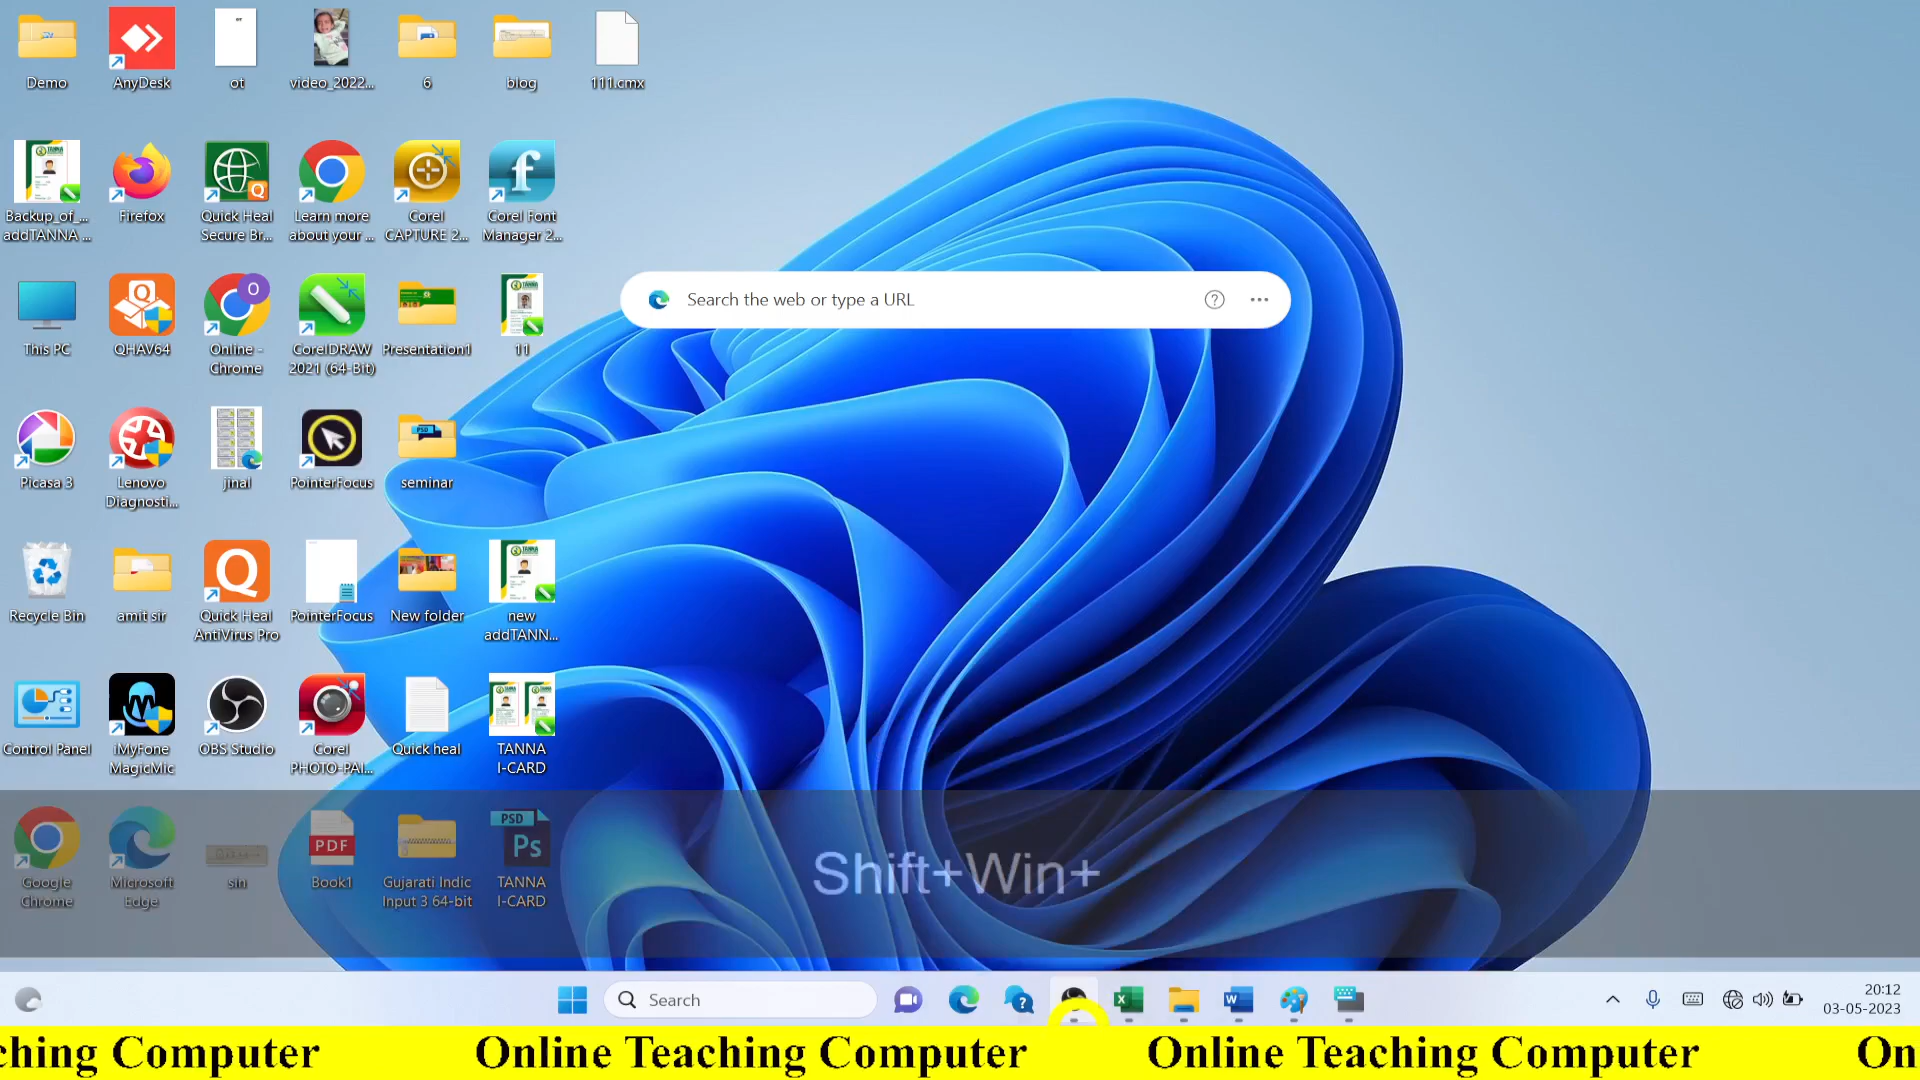 Demo
AnyDesk
ot
video_2022...
6
blog
111.cmx
Backup_of_...
addTANNA ...
Firefox
Quick Heal
Secure Br...
Learn more
about your ...
Corel
CAPTURE 2...
Corel Font
Manager 2...
Search the web or type a URL
This PC
QHAV64
Online -
Chrome
CorelDRAW
2021 (64-Bit)
Presentation1
11
Picasa 3
Lenovo
Diagnosti...
jinal
PointerFocus
seminar
Recycle Bin
amit sir
Quick Heal
AntiVirus Pro
PointerFocus
New folder
new
addTANN...
Control Panel
iMyFone
MagicMic
OBS Studio
Corel
PHOTO-PAI...
Quick heal
TANNA
I-CARD
Google
Chrome
Microsoft
Edge
sin
PDF
Book1
Gujarati Indic
Input 3 64-bit
PSD
Ps
TANNA
I-CARD
Shift+Win+
Search
20:12
03-05-2023
ching Computer Online Teaching Computer Online Teaching Computer On